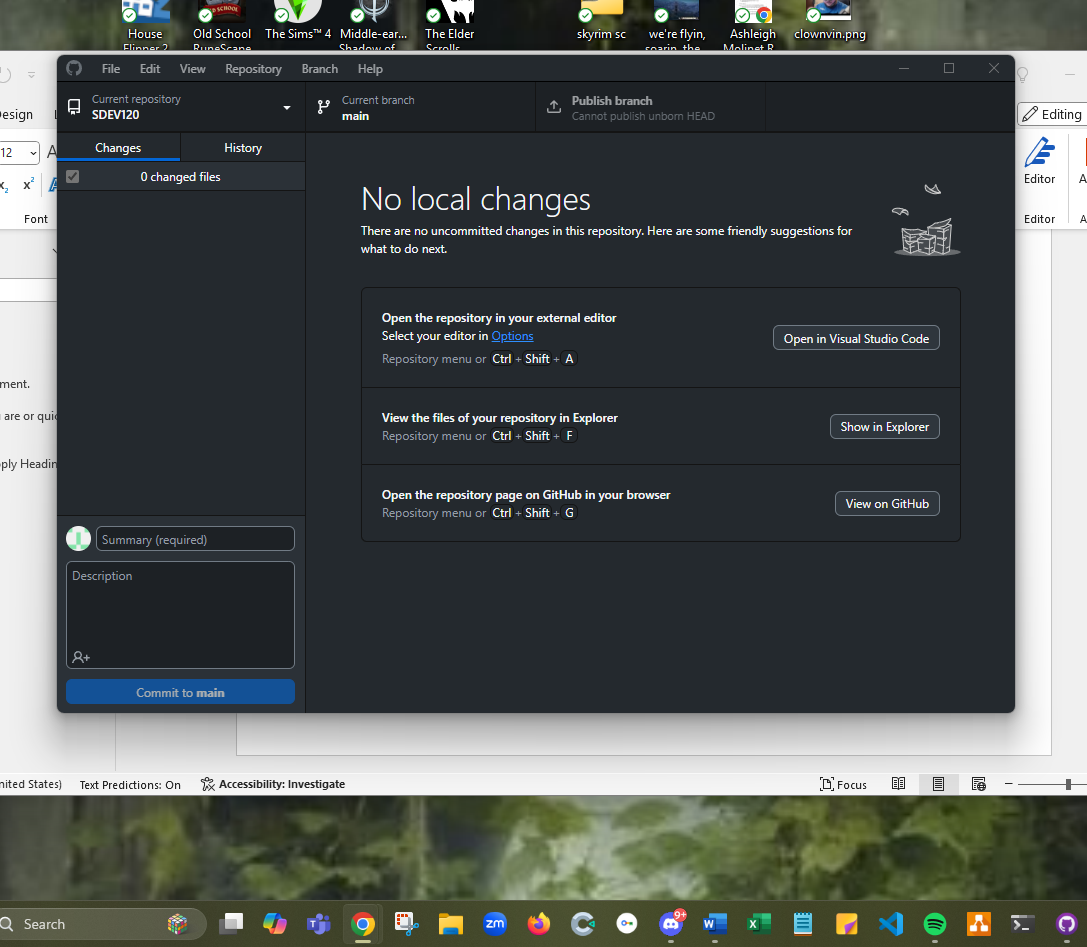 House
Flipper 2
Old School
RuneScape
The Sims™ 4
Middle-ear...
Shadow of
The Elder
Scrolls
skyrim sc
we're flyin,
soarin, the
Ashleigh
Molinet R
clownvin.png
File Edit View Repository Branch Help
Current repository
SDEV120
Current branch
main
Publish branch
Cannot publish unborn HEAD
Changes
History
0 changed files
No local changes
There are no uncommitted changes in this repository. Here are some friendly suggestions for
what to do next.
Open the repository in your external editor
Select your editor in Options
Repository menu or Ctrl + Shift + A
Open in Visual Studio Code
View the files of your repository in Explorer
Repository menu or Ctrl + Shift + F
Show in Explorer
Open the repository page on GitHub in your browser
Repository menu or Ctrl + Shift + G
View on GitHub
Summary (required)
Description
Commit to main
esign
12
Font
ment.
are or quic
ply Headin
Editing
Editor
Editor
nited States)
Text Predictions: On
Accessibility: Investigate
Focus
Search
zm
9+